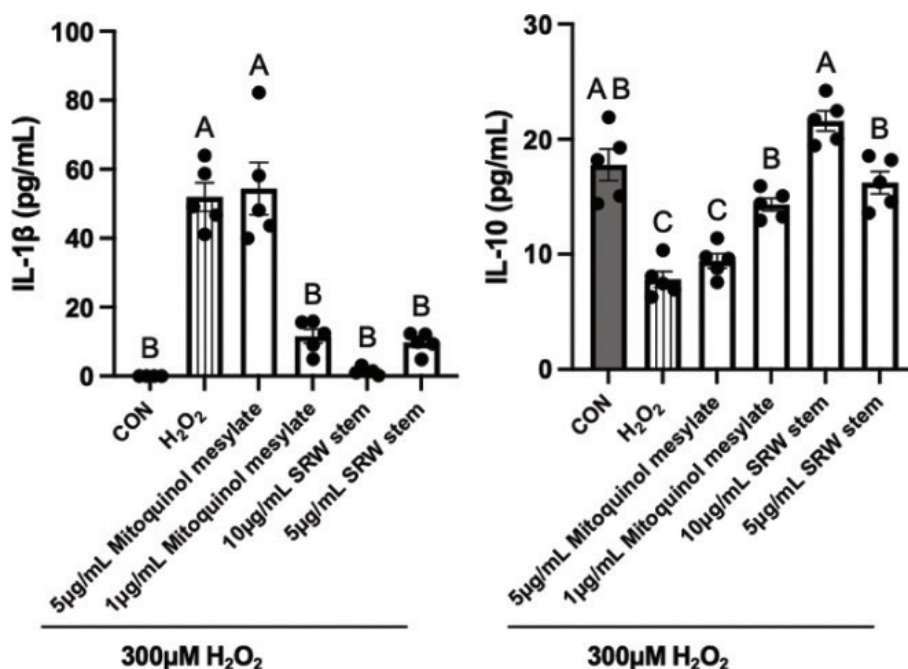 IL-1β (pg/mL)
100
80
60
40
20
0
B
A
A
B
B
B
CON
H₂O₂
5µg/mL Mitoquinol mesylate
1µg/mL Mitoquinol mesylate
10µg/mL SRW stem
5µg/mL SRW stem
300µM H₂O₂
IL-10 (pg/mL)
30
20
10
0
A B
C
C
B
A
B
CON
H₂O₂
5µg/mL Mitoquinol mesylate
1µg/mL Mitoquinol mesylate
10µg/mL SRW stem
5µg/mL SRW stem
300µM H₂O₂